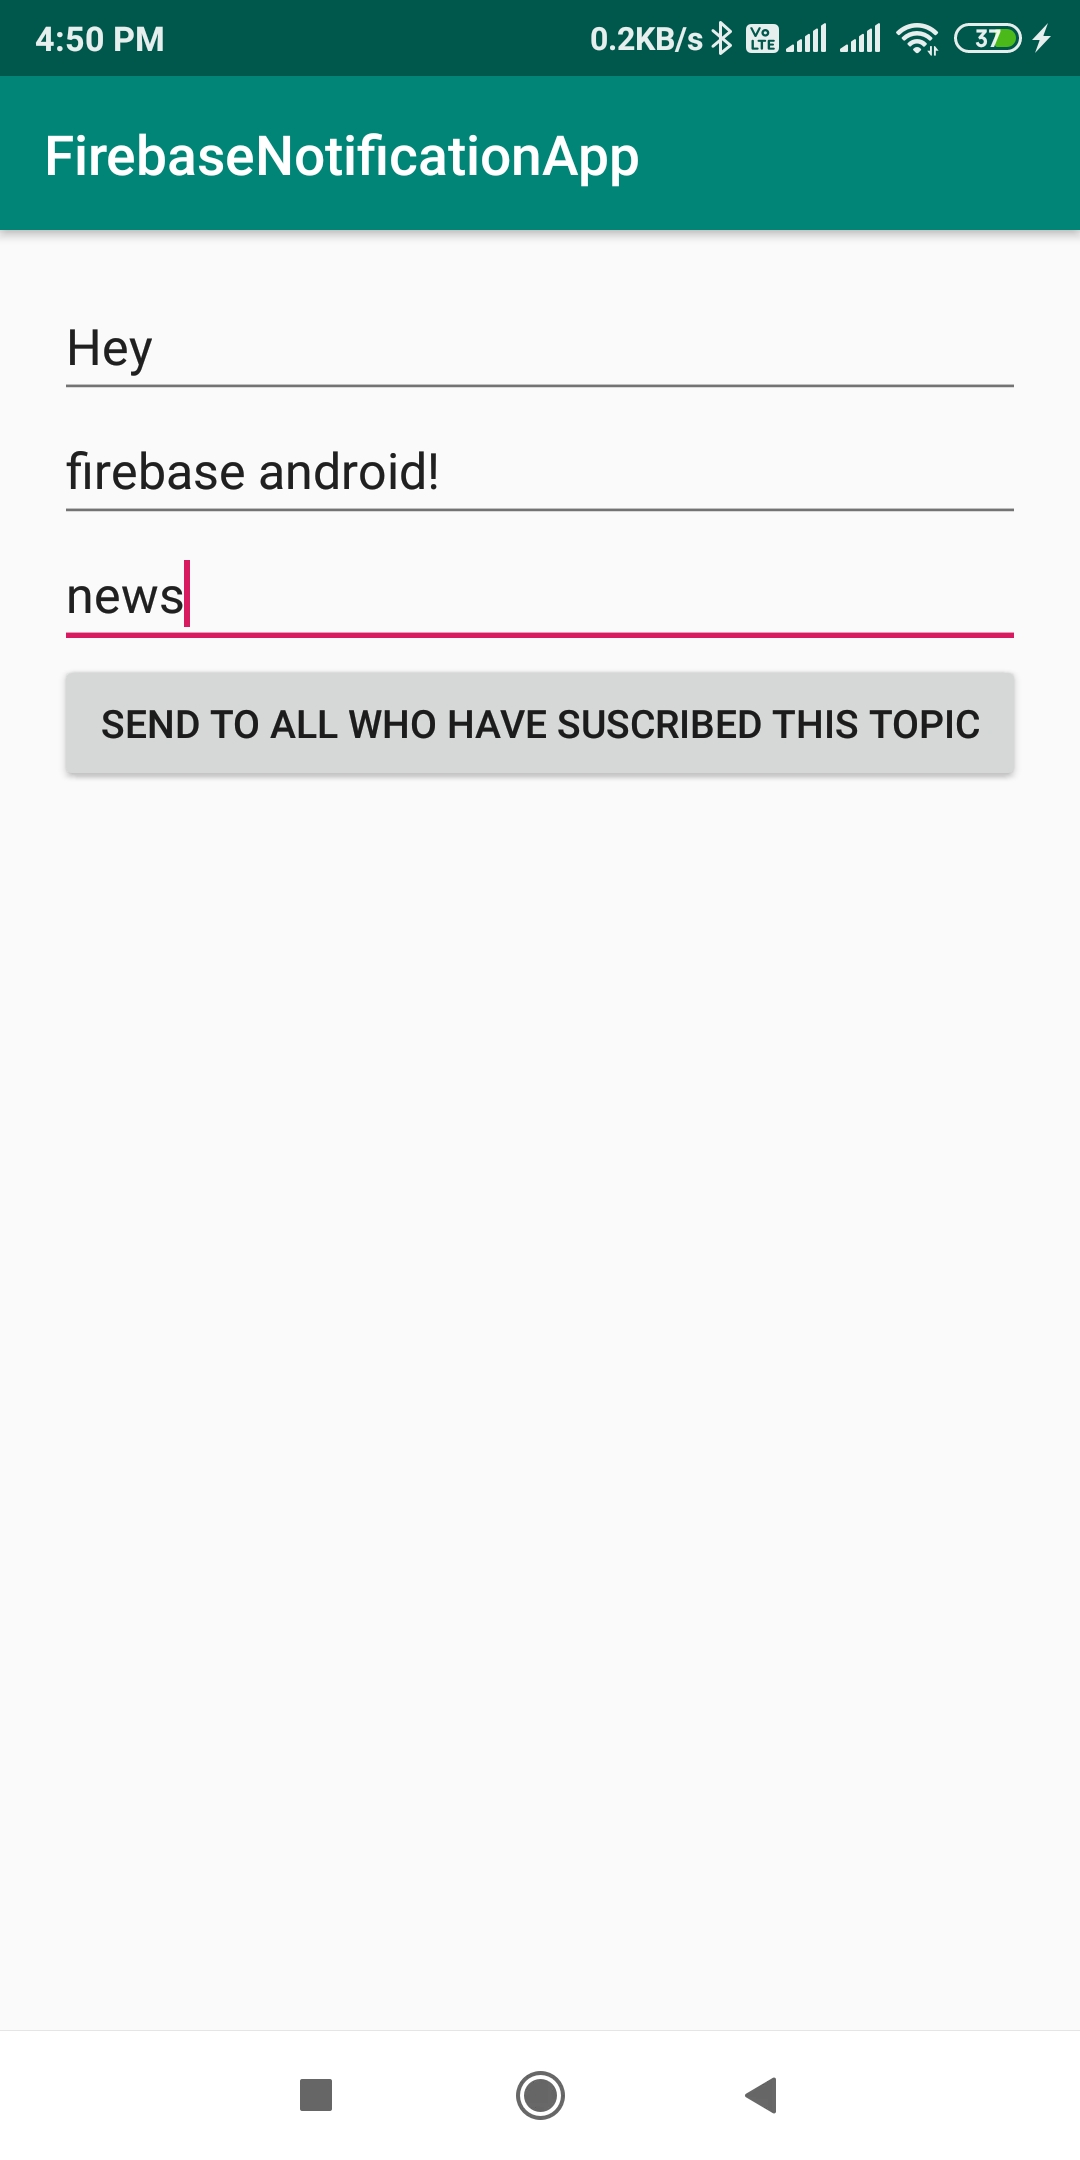 4:50 PM 0.2KB/s Vo LTE 37
FirebaseNotificationApp
Hey
firebase android!
news
SEND TO ALL WHO HAVE SUSCRIBED THIS TOPIC